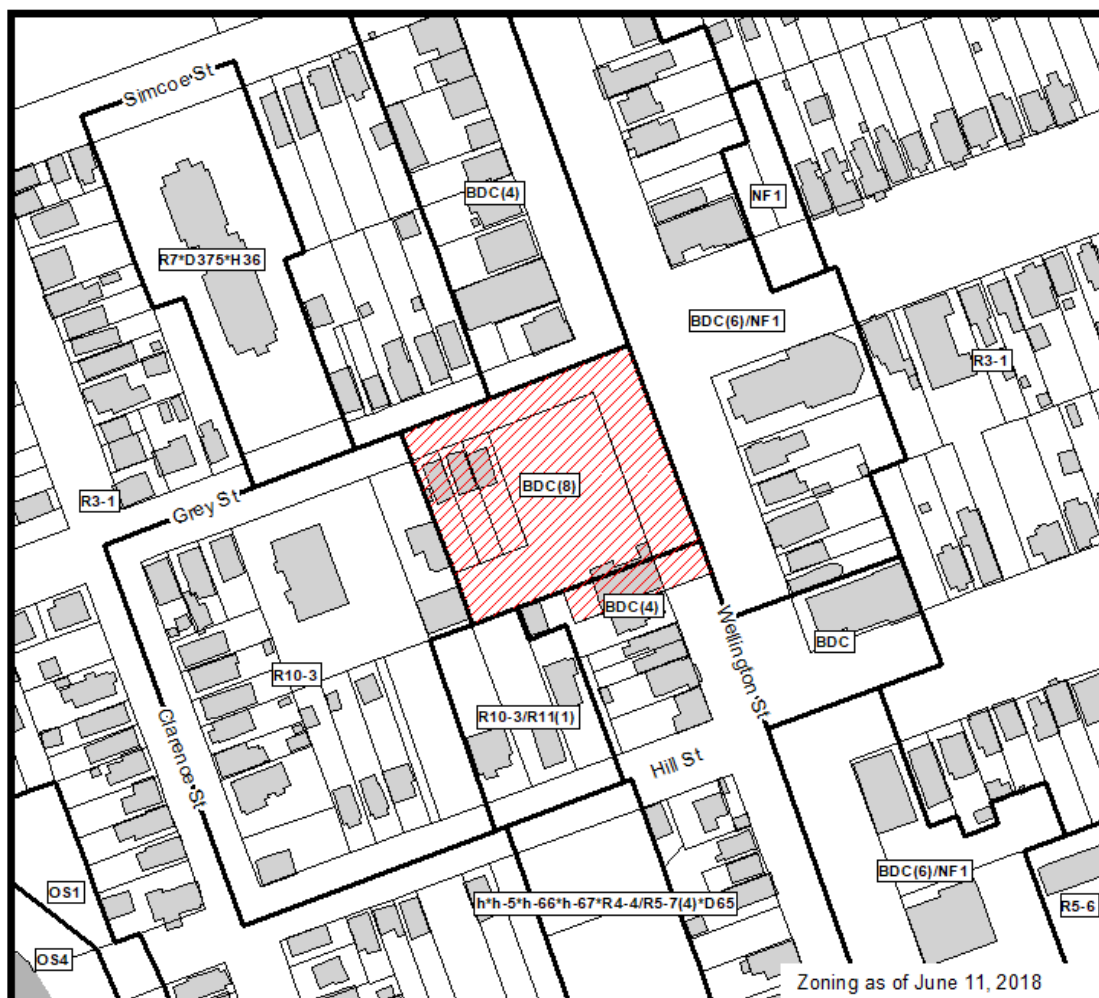 Simcoe St
BDC(4)
NF1
R7*D375*H36
BDC(6)/NF1
R3-1
BDC(8)
R3-1
Grey St
BDC(4)
Wellington St
BDC
R10-3
R10-3/R11(1)
Clarence St
Hill St
BDC(6)/NF1
OS1
h*h-5*h-66*h-67*R4-4/R5-7(4)*D65
R5-6
OS4
Zoning as of June 11, 2018